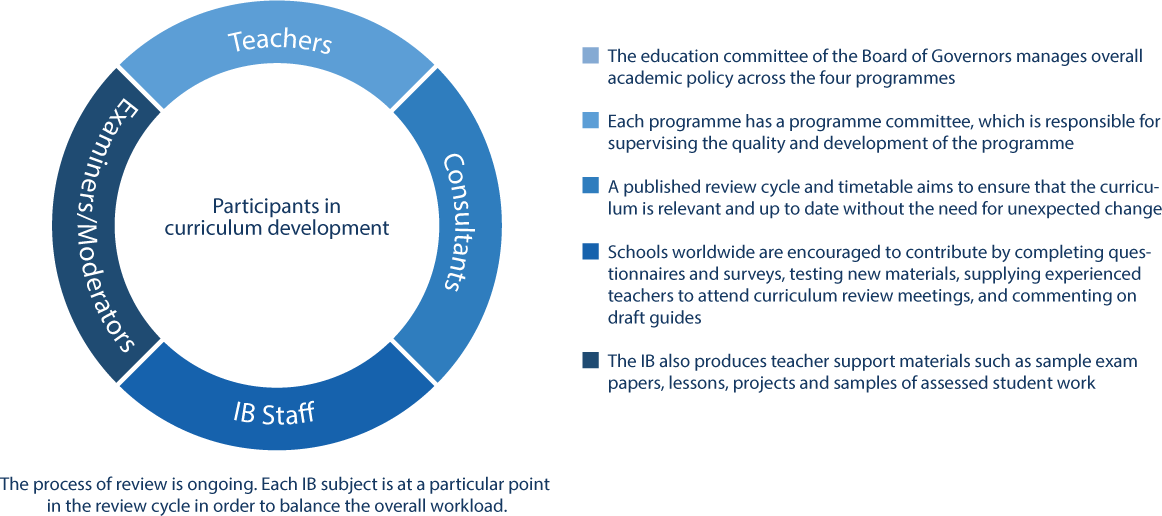 Teachers
Consultants
IB Staff
Examiners/Moderators
Participants in
curriculum development
The process of review is ongoing. Each IB subject is at a particular point
in the review cycle in order to balance the overall workload.
The education committee of the Board of Governors manages overall
academic policy across the four programmes
Each programme has a programme committee, which is responsible for
supervising the quality and development of the programme
A published review cycle and timetable aims to ensure that the curricu-
lum is relevant and up to date without the need for unexpected change
Schools worldwide are encouraged to contribute by completing ques-
tionnaires and surveys, testing new materials, supplying experienced
teachers to attend curriculum review meetings, and commenting on
draft guides
The IB also produces teacher support materials such as sample exam
papers, lessons, projects and samples of assessed student work